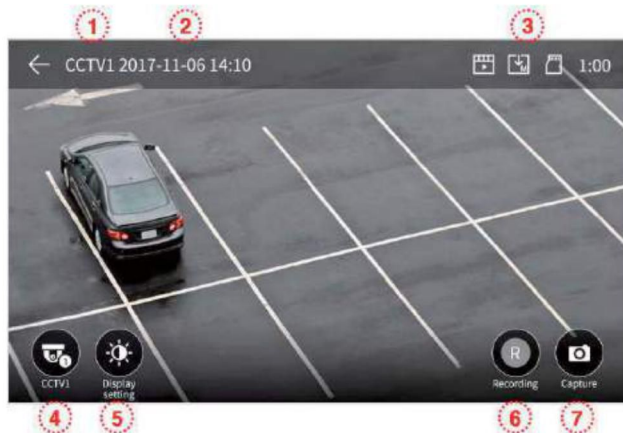 1 2 3
CCTV1 2017-11-06 14:10 1:00
R
1
CCTV1
Display
setting
Recording
Capture
4 5 6 7